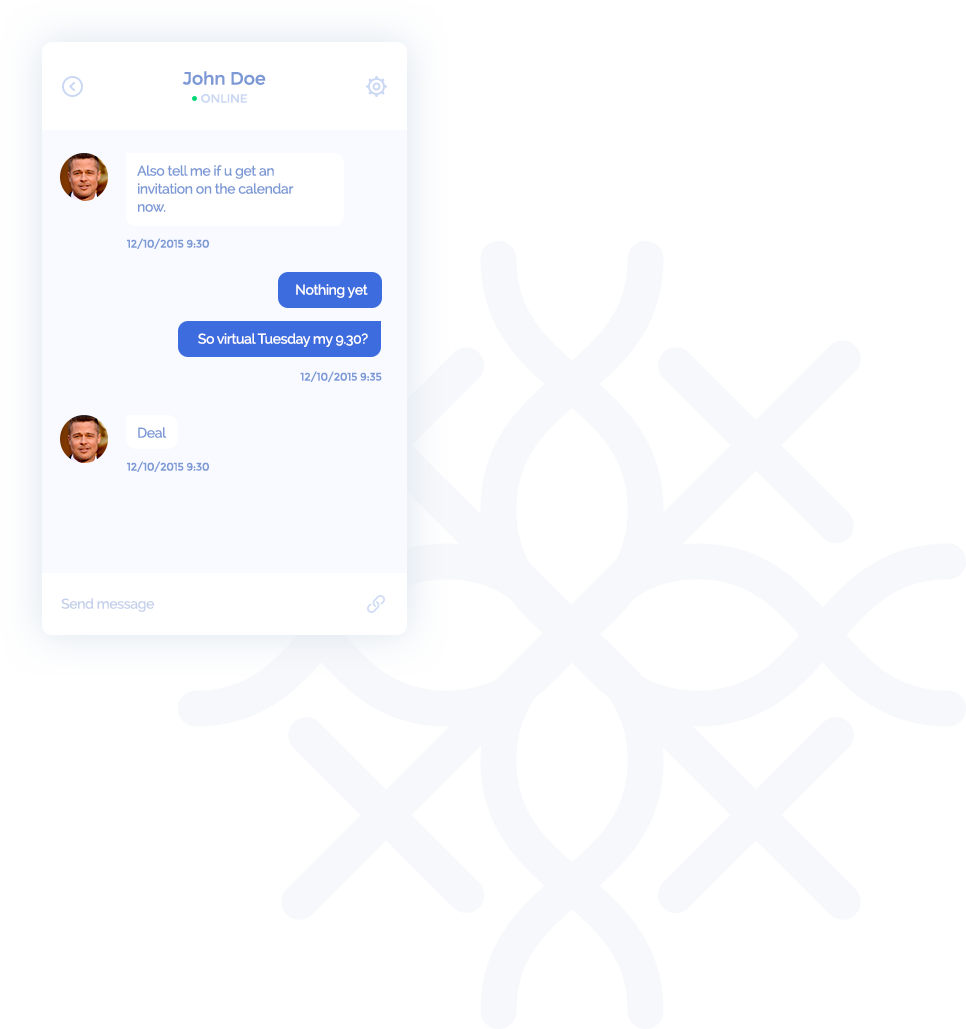 John Doe
ONLINE
Also tell me if u get an
invitation on the calendar
now.
12/10/2015 9:30
Nothing yet
So virtual Tuesday my 9.30?
12/10/2015 9:35
Deal
12/10/2015 9:30
Send message